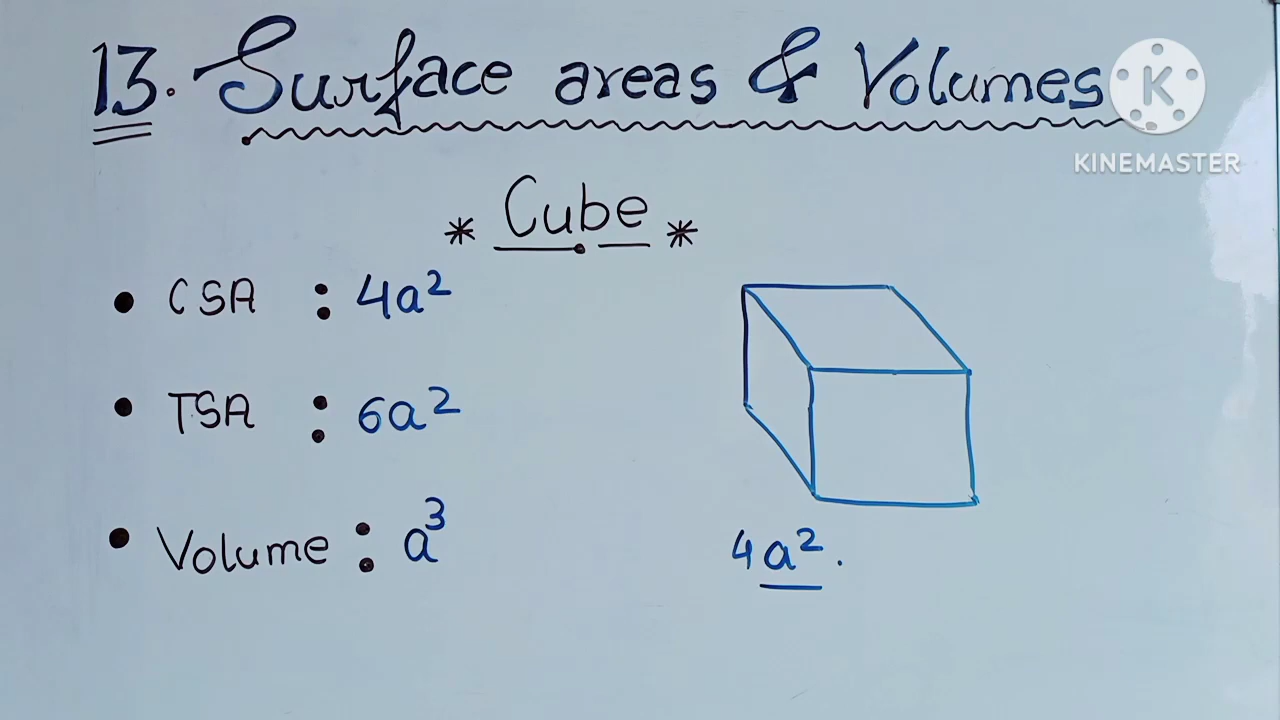 13. Surface areas & Volumes
K
KINEMASTER
* Cube *
• CSA : 4a²
• TSA : 6a²
• Volume : a³
4a².